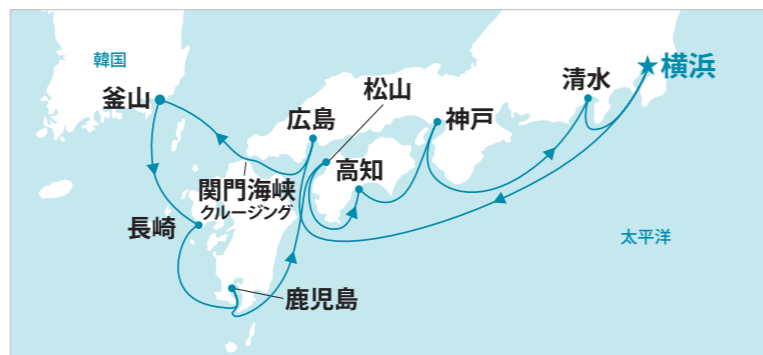 韓国
釜山
松山
広島
神戸
清水
★横浜
高知
関門海峡
クルージング
長崎
鹿児島
太平洋